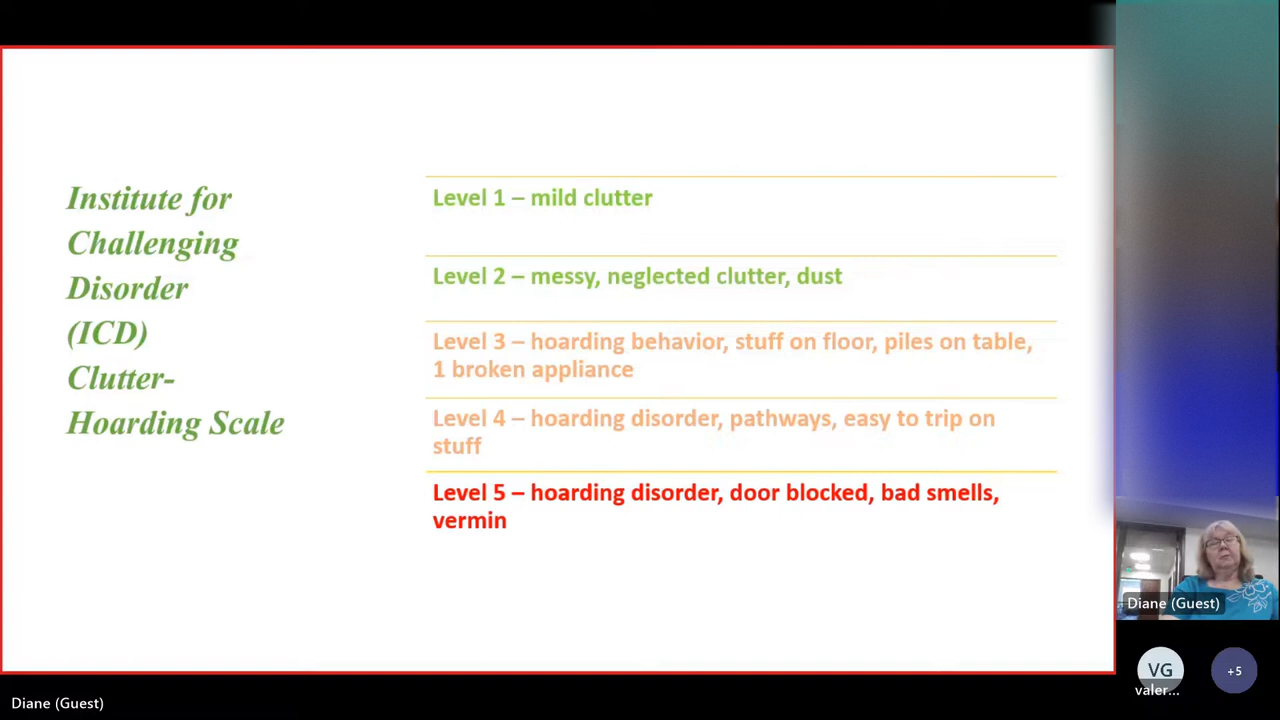 Institute for
Challenging
Disorder
(ICD)
Clutter-
Hoarding Scale
Level 1 – mild clutter
Level 2 – messy, neglected clutter, dust
Level 3 – hoarding behavior, stuff on floor, piles on table,
1 broken appliance
Level 4 – hoarding disorder, pathways, easy to trip on
stuff
Level 5 – hoarding disorder, door blocked, bad smells,
vermin
Diane (Guest)
VG
valer...
+5
Diane (Guest)